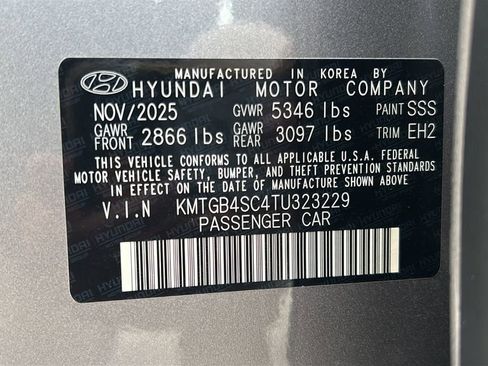 MANUFACTURED IN KOREA BY
HYUNDAI MOTOR COMPANY
NOV/2025 GVWR 5346 lbs PAINT SSS
GAWR FRONT 2866 lbs GAWR REAR 3097 lbs TRIM EH2
THIS VEHICLE CONFORMS TO ALL APPLICABLE U.S.A. FEDERAL
MOTOR VEHICLE SAFETY, BUMPER, AND THEFT PREVENTION
STANDARDS IN EFFECT ON THE DATE OF MANUFACTURE SHOWN ABOVE.
V.I.N KMTGB4SC4TU323229
PASSENGER CAR